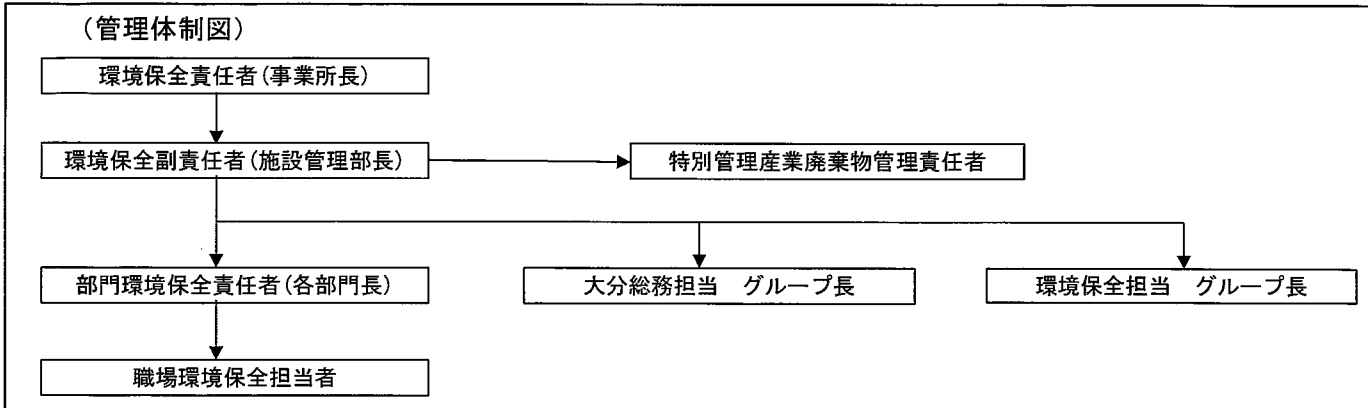 （管理体制図）
環境保全責任者(事業所長)
環境保全副責任者(施設管理部長)
特別管理産業廃棄物管理責任者
部門環境保全責任者(各部門長)
大分総務担当　グループ長
環境保全担当　グループ長
職場環境保全担当者